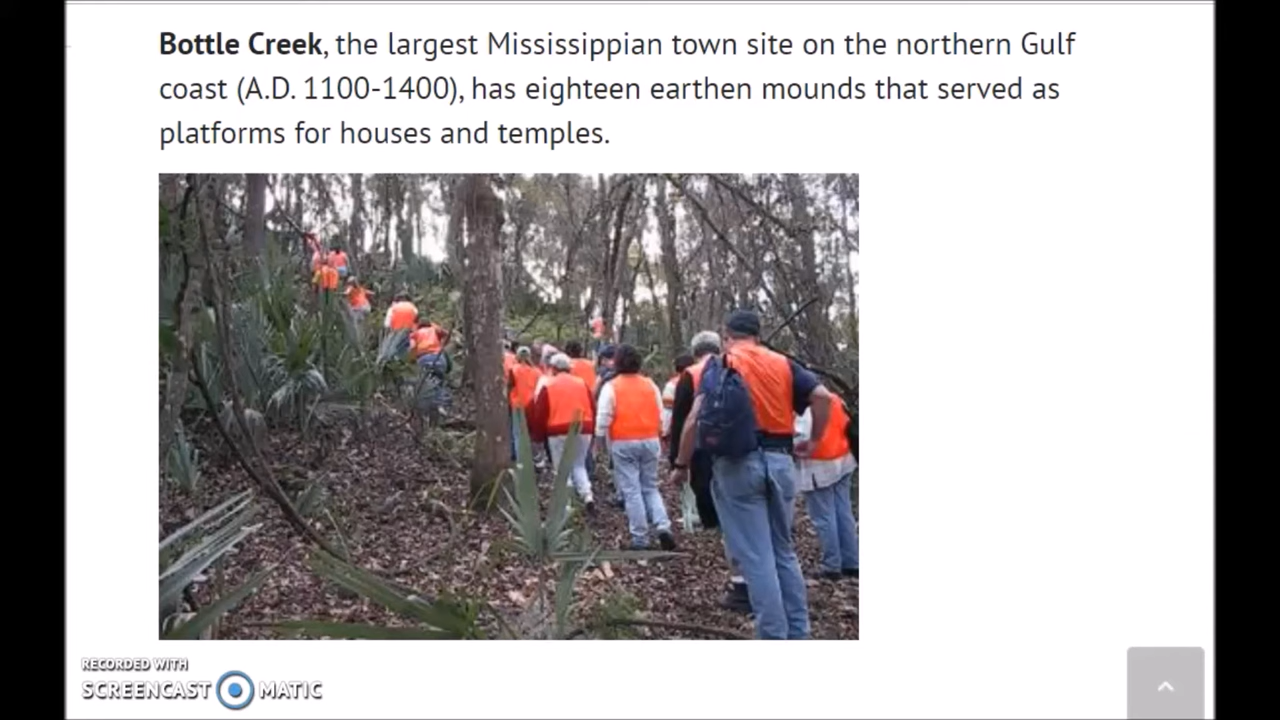 Bottle Creek, the largest Mississippian town site on the northern Gulf
coast (A.D. 1100-1400), has eighteen earthen mounds that served as
platforms for houses and temples.
RECORDED WITH
SCREENCAST MATIC